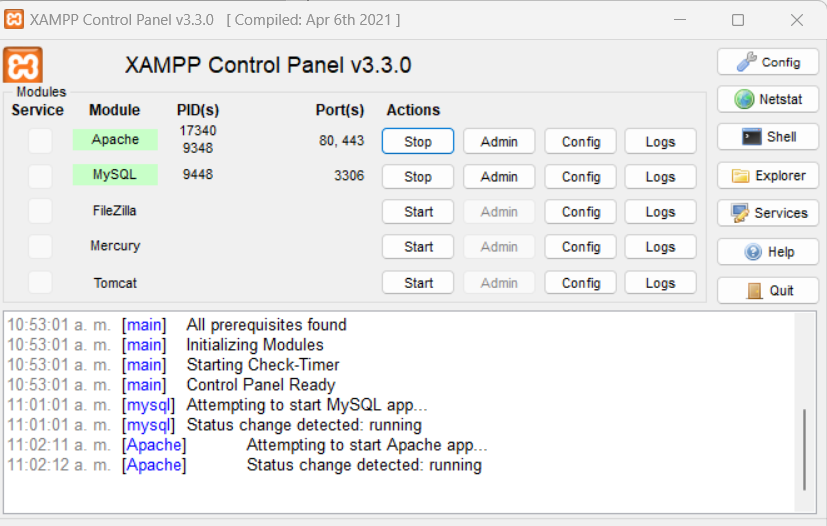 XAMPP Control Panel v3.3.0 [ Compiled: Apr 6th 2021 ]
XAMPP Control Panel v3.3.0
Config
Modules
Service Module PID(s) Port(s) Actions
Netstat
Apache 17340 9348 80, 443 Stop Admin Config Logs
Shell
MySQL 9448 3306 Stop Admin Config Logs
Explorer
FileZilla Start Admin Config Logs
Services
Mercury Start Admin Config Logs
Help
Tomcat Start Admin Config Logs
Quit
10:53:01 a. m. [main] All prerequisites found
10:53:01 a. m. [main] Initializing Modules
10:53:01 a. m. [main] Starting Check-Timer
10:53:01 a. m. [main] Control Panel Ready
11:01:01 a. m. [mysql] Attempting to start MySQL app...
11:01:01 a. m. [mysql] Status change detected: running
11:02:11 a. m. [Apache] Attempting to start Apache app...
11:02:12 a. m. [Apache] Status change detected: running